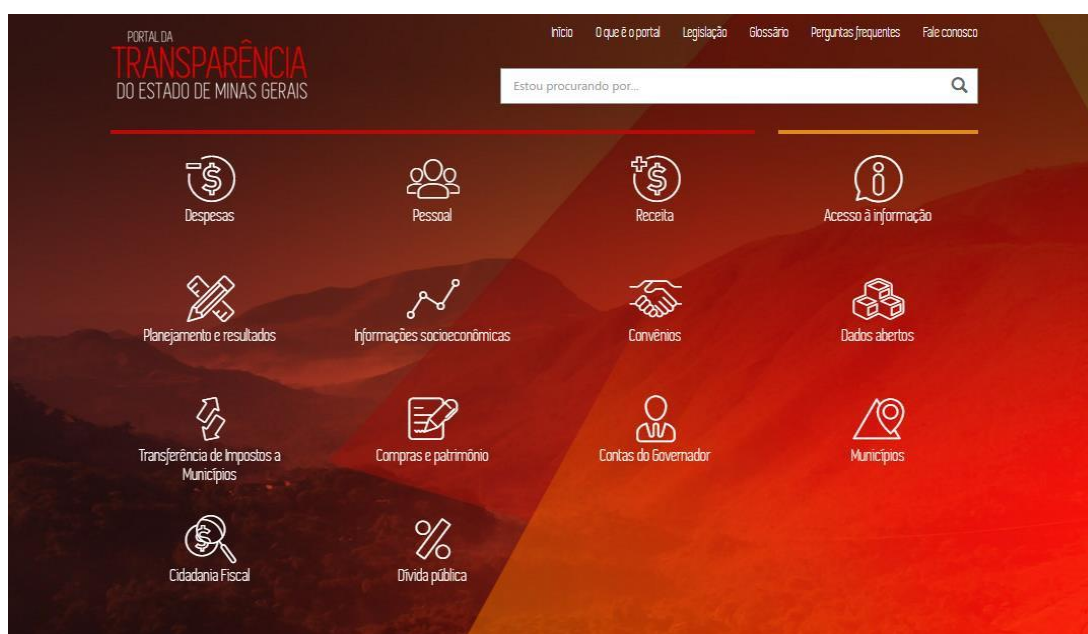 PORTAL DA
TRANSPARÊNCIA
DO ESTADO DE MINAS GERAIS
Início O que é o portal Legislação Glossário Perguntas frequentes Fale conosco
Estou procurando por...
Despesas
Pessoal
Receita
Acesso à informação
Planejamento e resultados
Informações socioeconômicas
Convênios
Dados abertos
Transferência de Impostos a
Municípios
Compras e patrimônio
Contas do Governador
Municípios
Cidadania Fiscal
Dívida pública